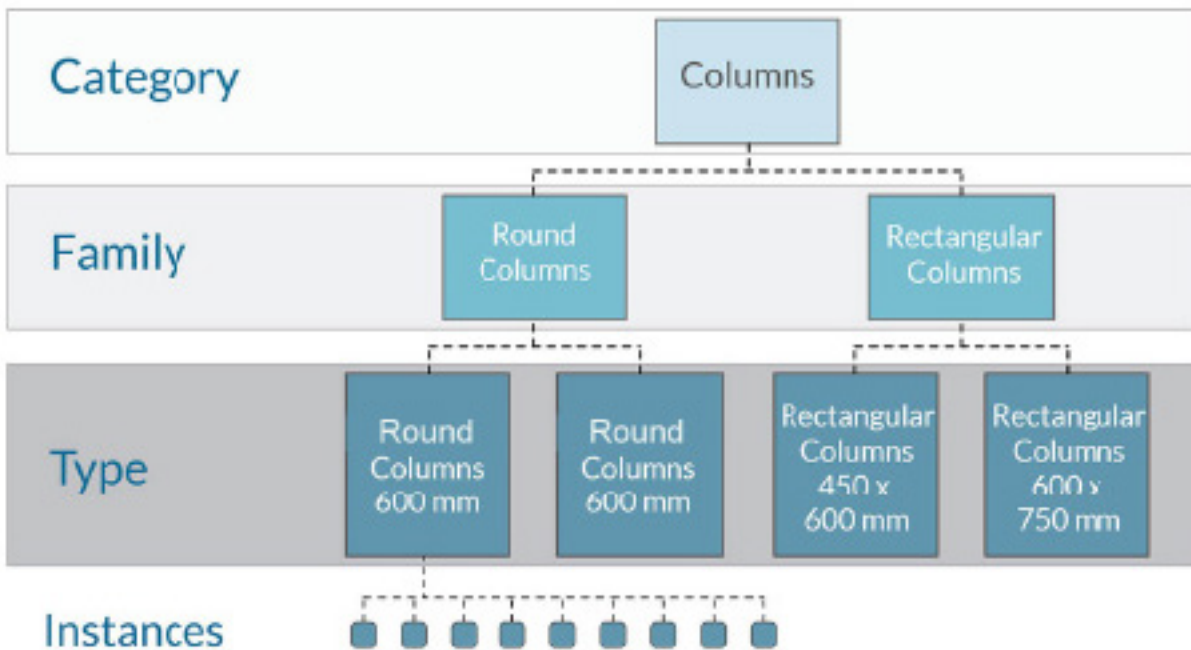 Category
Columns
Family
Round
Columns
Rectangular
Columns
Type
Round
Columns
600 mm
Round
Columns
600 mm
Rectangular
Columns
450 x
600 mm
Rectangular
Columns
600 x
750 mm
Instances